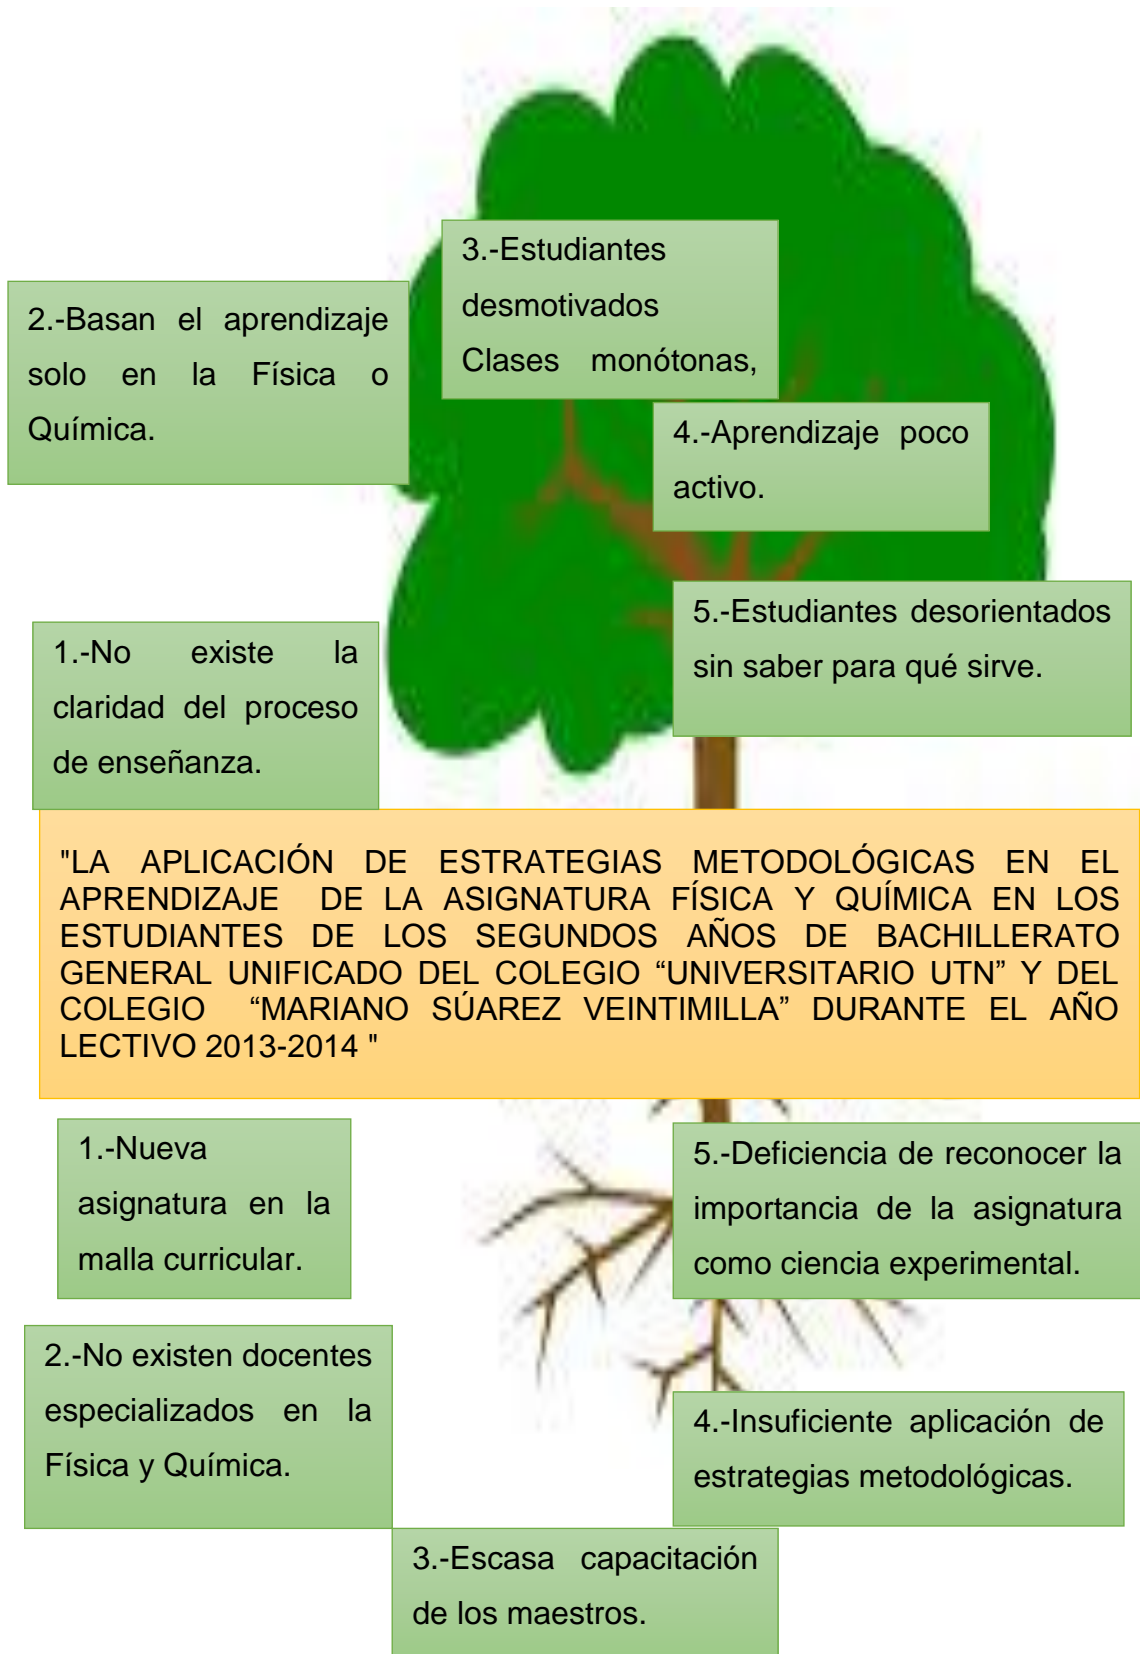 3.-Estudiantes
desmotivados
Clases monótonas,
2.-Basan el aprendizaje
solo en la Física o
Química.
4.-Aprendizaje poco
activo.
5.-Estudiantes desorientados
sin saber para qué sirve.
1.-No existe la
claridad del proceso
de enseñanza.
"LA APLICACIÓN DE ESTRATEGIAS METODOLÓGICAS EN EL
APRENDIZAJE DE LA ASIGNATURA FÍSICA Y QUÍMICA EN LOS
ESTUDIANTES DE LOS SEGUNDOS AÑOS DE BACHILLERATO
GENERAL UNIFICADO DEL COLEGIO “UNIVERSITARIO UTN” Y DEL
COLEGIO “MARIANO SÚAREZ VEINTIMILLA” DURANTE EL AÑO
LECTIVO 2013-2014 "
1.-Nueva
asignatura en la
malla curricular.
5.-Deficiencia de reconocer la
importancia de la asignatura
como ciencia experimental.
2.-No existen docentes
especializados en la
Física y Química.
4.-Insuficiente aplicación de
estrategias metodológicas.
3.-Escasa capacitación
de los maestros.